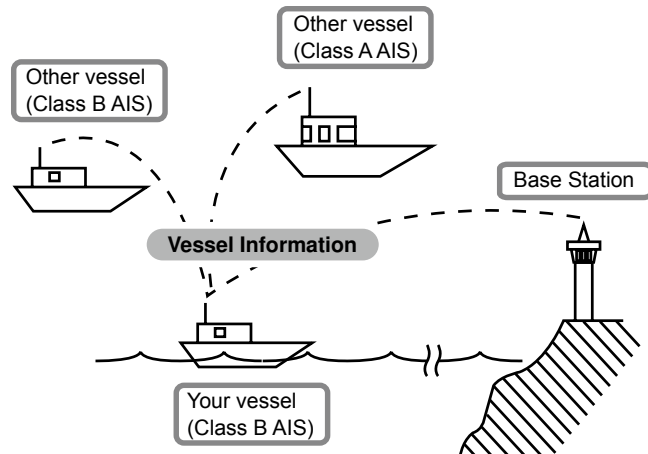 Other vessel
(Class A AIS)
Other vessel
(Class B AIS)
Base Station
Vessel Information
Your vessel
(Class B AIS)